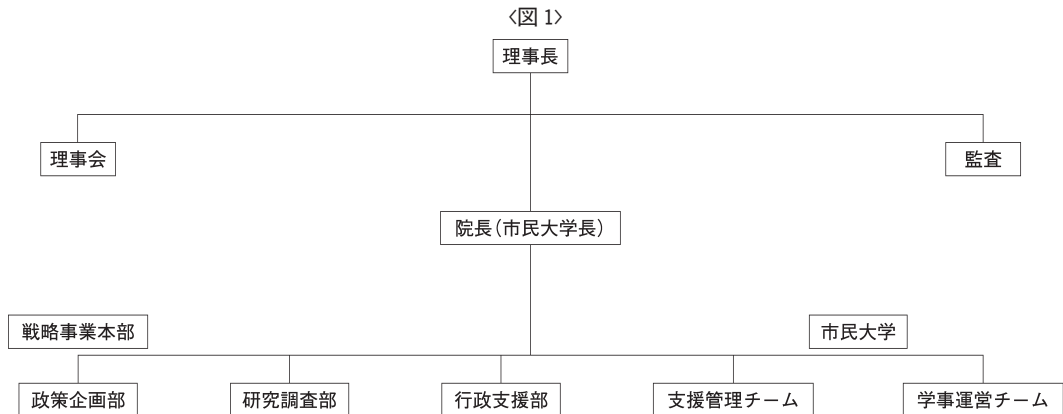 〈図1〉
理事長
理事会
監査
院長(市民大学長)
戦略事業本部
市民大学
政策企画部
研究調査部
行政支援部
支援管理チーム
学事運営チーム